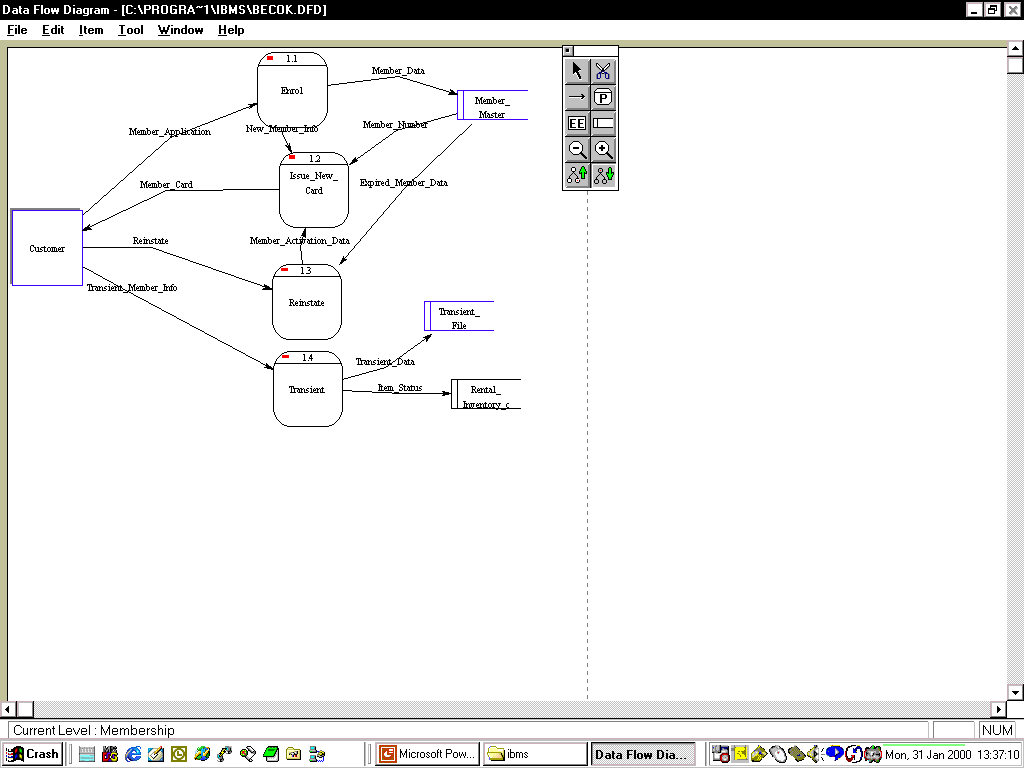 Data Flow Diagram - [C:\PROGRA~1\IBMS\BECOK.DFD]
File Edit Item Tool Window Help
1.1
Enrol
Member_Data
Member_
Master
Member_Application
New_Member_Info
Member_Number
1.2
Issue_New_
Card
Member_Card
Expired_Member_Data
Customer
Reinstate
Member_Activation_Data
1.3
Reinstate
Transient_Member_Info
Transient_
File
1.4
Transient
Transient_Data
Item_Status
Rental_
Inventory_c
P
EE
Current Level : Membership
NUM
Crash
Microsoft Pow...
ibms
Data Flow Dia...
Mon, 31 Jan 2000 13:37:10